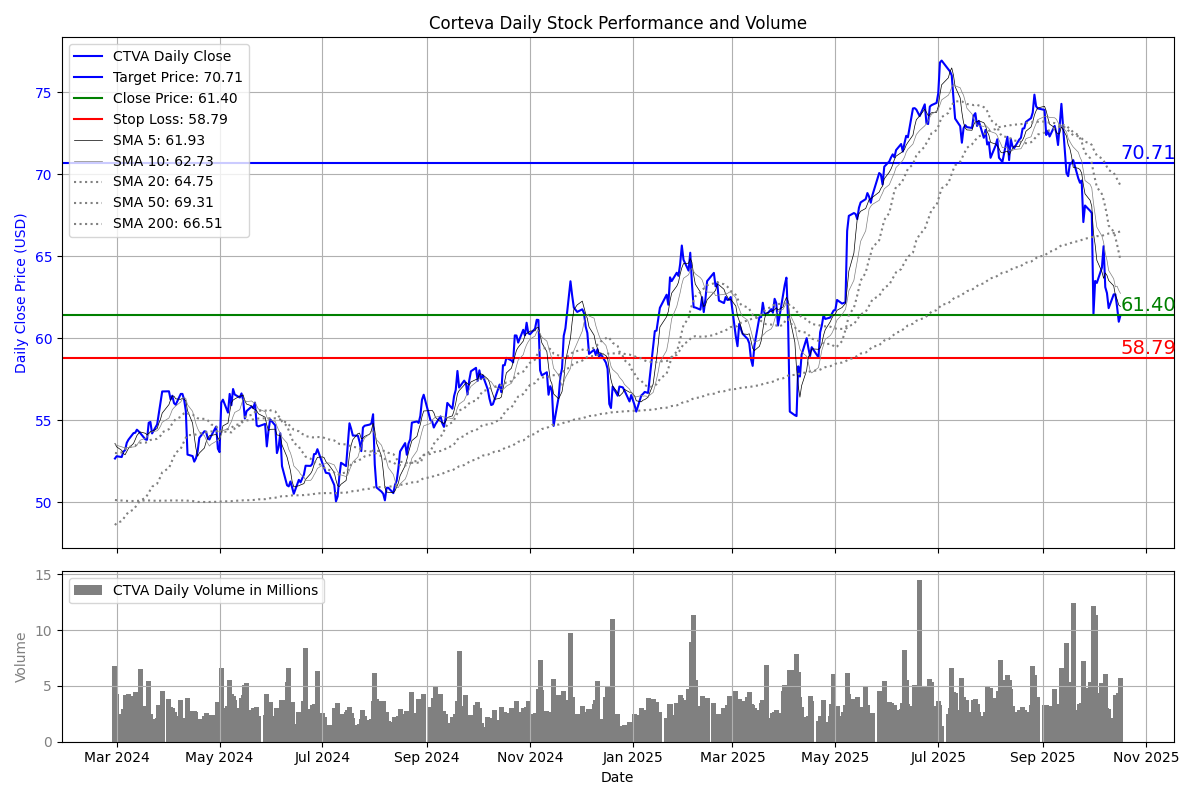 Corteva Daily Stock Performance and Volume
CTVA Daily Close
Target Price: 70.71
Close Price: 61.40
Stop Loss: 58.79
SMA 5: 61.93
SMA 10: 62.73
SMA 20: 64.75
SMA 50: 69.31
SMA 200: 66.51
Daily Close Price (USD)
75
70
65
60
55
50
70.71
61.40
58.79
CTVA Daily Volume in Millions
Volume
15
10
5
0
Mar 2024 May 2024 Jul 2024 Sep 2024 Nov 2024 Jan 2025 Mar 2025 May 2025 Jul 2025 Sep 2025 Nov 2025
Date